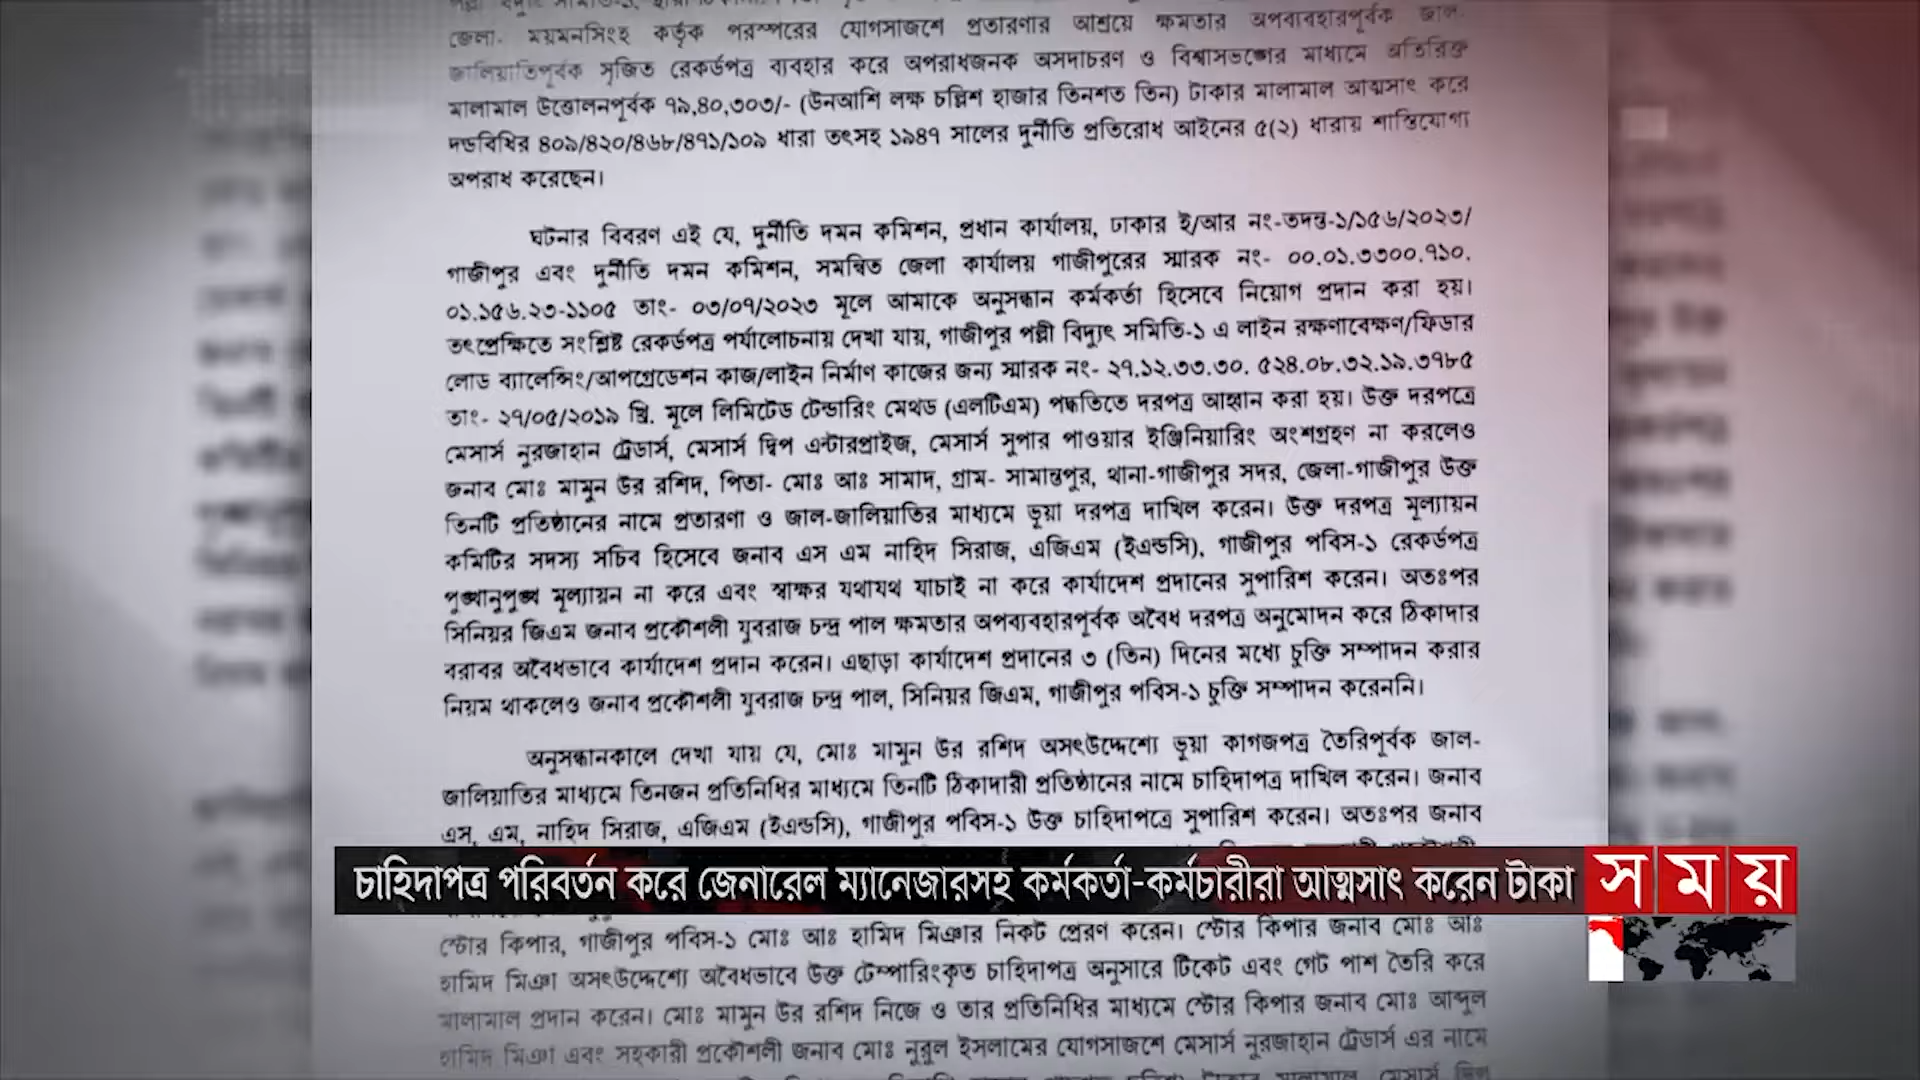 জেলা- ময়মনসিংহ কর্তৃক পরস্পরের যোগসাজশে প্রতারণার আশ্রয়ে ক্ষমতার অপব্যবহারপূর্বক জাল-
জালিয়াতিপূর্বক সৃজিত রেকর্ডপত্র ব্যবহার করে অপরাধজনক অসদাচরণ ও বিশ্বাসভঙ্গের মাধ্যমে অতিরিক্ত
মালামাল উত্তোলনপূর্বক ৭৯,৪০,৩০৩/- (উনআশি লক্ষ চল্লিশ হাজার তিনশত তিন) টাকার মালামাল আত্মসাৎ করে
দন্ডবিধির ৪০৯/৪২০/৪৬৮/৪৭১/১০৯ ধারা তৎসহ ১৯৪৭ সালের দুর্নীতি প্রতিরোধ আইনের ৫(২) ধারায় শাস্তিযোগ্য
অপরাধ করেছেন।
ঘটনার বিবরণ এই যে, দুর্নীতি দমন কমিশন, প্রধান কার্যালয়, ঢাকার ই/আর নং-তদন্ত-১/১৫৬/২০২৩/
গাজীপুর এবং দুর্নীতি দমন কমিশন, সমন্বিত জেলা কার্যালয় গাজীপুরের স্মারক নং- ০০.০১.৩৩০০.৭১০.
০১.১৫৬.২৩-১১০৫ তাং- ০৩/০৭/২০২৩ মূলে আমাকে অনুসন্ধান কর্মকর্তা হিসেবে নিয়োগ প্রদান করা হয়।
তৎপ্রেক্ষিতে সংশ্লিষ্ট রেকর্ডপত্র পর্যালোচনায় দেখা যায়, গাজীপুর পল্লী বিদ্যুৎ সমিতি-১ এ লাইন রক্ষণাবেক্ষণ/ফিডার
লোড ব্যালেন্সিং/আপগ্রেডেশন কাজ/লাইন নির্মাণ কাজের জন্য স্মারক নং- ২৭.১২.৩৩.৩০. ৫২৪.০৮.৩২.১৯.৩৭৮৫
তাং- ২৭/০৫/২০১৯ খ্রি. মূলে লিমিটেড টেন্ডারিং মেথড (এলটিএম) পদ্ধতিতে দরপত্র আহ্বান করা হয়। উক্ত দরপত্রে
মেসার্স নুরজাহান ট্রেডার্স, মেসার্স দ্বিপ এন্টারপ্রাইজ, মেসার্স সুপার পাওয়ার ইঞ্জিনিয়ারিং অংশগ্রহণ না করলেও
জনাব মোঃ মামুন উর রশিদ, পিতা- মোঃ আঃ সামাদ, গ্রাম- সামান্তপুর, থানা-গাজীপুর সদর, জেলা-গাজীপুর উক্ত
তিনটি প্রতিষ্ঠানের নামে প্রতারণা ও জাল-জালিয়াতির মাধ্যমে ভূয়া দরপত্র দাখিল করেন। উক্ত দরপত্র মূল্যায়ন
কমিটির সদস্য সচিব হিসেবে জনাব এস এম নাহিদ সিরাজ, এজিএম (ইএন্ডসি), গাজীপুর পবিস-১ রেকর্ডপত্র
পুঙ্খানুপুঙ্খ মূল্যায়ন না করে এবং স্বাক্ষর যথাযথ যাচাই না করে কার্যাদেশ প্রদানের সুপারিশ করেন। অতঃপর
সিনিয়র জিএম জনাব প্রকৌশলী যুবরাজ চন্দ্র পাল ক্ষমতার অপব্যবহারপূর্বক অবৈধ দরপত্র অনুমোদন করে ঠিকাদার
বরাবর অবৈধভাবে কার্যাদেশ প্রদান করেন। এছাড়া কার্যাদেশ প্রদানের ৩ (তিন) দিনের মধ্যে চুক্তি সম্পাদন করার
নিয়ম থাকলেও জনাব প্রকৌশলী যুবরাজ চন্দ্র পাল, সিনিয়র জিএম, গাজীপুর পবিস-১ চুক্তি সম্পাদন করেননি।
অনুসন্ধানকালে দেখা যায় যে, মোঃ মামুন উর রশিদ অসৎউদ্দেশ্যে ভূয়া কাগজপত্র তৈরিপূর্বক জাল-
জালিয়াতির মাধ্যমে তিনজন প্রতিনিধির মাধ্যমে তিনটি ঠিকাদারী প্রতিষ্ঠানের নামে চাহিদাপত্র দাখিল করেন। জনাব
এস, এম, নাহিদ সিরাজ, এজিএম (ইএন্ডসি), গাজীপুর পবিস-১ উক্ত চাহিদাপত্রে সুপারিশ করেন। অতঃপর জনাব
চাহিদাপত্র পরিবর্তন করে জেনারেল ম্যানেজারসহ কর্মকর্তা-কর্মচারীরা আত্মসাৎ করেন টাকা
সময়
স্টোর কিপার, গাজীপুর পবিস-১ মোঃ আঃ হামিদ মিঞার নিকট প্রেরণ করেন। স্টোর কিপার জনাব মোঃ আঃ
হামিদ মিঞা অসৎউদ্দেশ্যে অবৈধভাবে উক্ত টেম্পারিংকৃত চাহিদাপত্র অনুসারে টিকেট এবং গেট পাশ তৈরি করে
মালামাল প্রদান করেন। মোঃ মামুন উর রশিদ নিজে ও তার প্রতিনিধির মাধ্যমে স্টোর কিপার জনাব মোঃ আব্দুল
হামিদ মিঞা এবং সহকারী প্রকৌশলী জনাব মোঃ নুরুল ইসলামের যোগসাজশে মেসার্স নুরজাহান ট্রেডার্স এর নামে